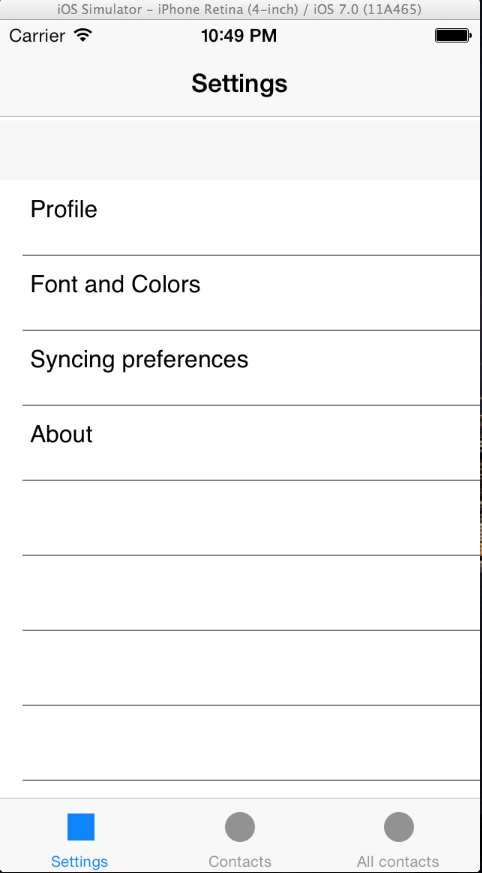 iOS Simulator - iPhone Retina (4-inch) / iOS 7.0 (11A465)
Carrier 10:49 PM
Settings
Profile
Font and Colors
Syncing preferences
About
Settings Contacts All contacts